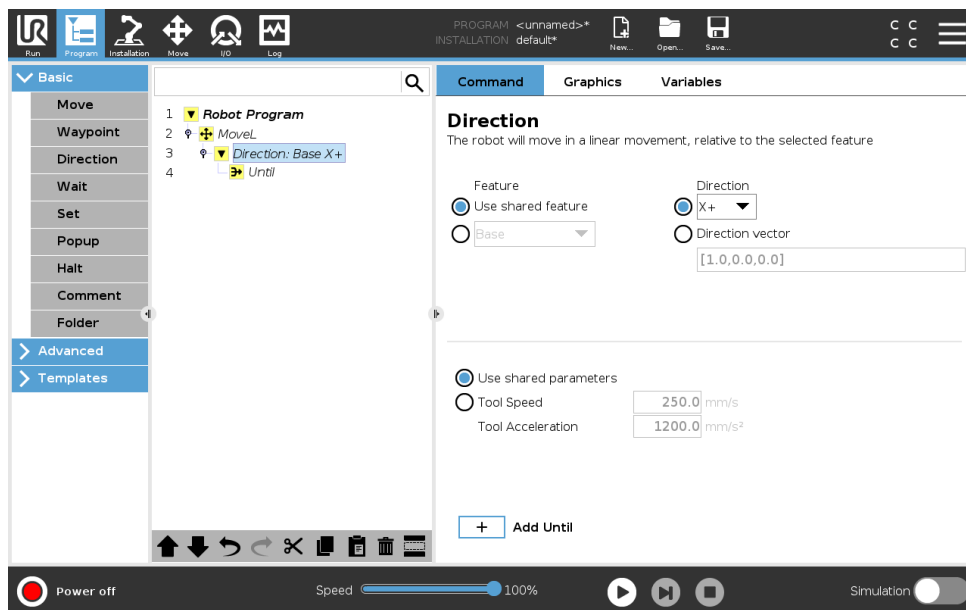 PROGRAM <unnamed>*
INSTALLATION default*
Run
Program
Installation
Move
I/O
Log
New...
Open...
Save...
C C
C C
Basic
Move
Waypoint
Direction
Wait
Set
Popup
Halt
Comment
Folder
Advanced
Templates
1 Robot Program
2 MoveL
3 Direction: Base X+
4 Until
Command Graphics Variables
Direction
The robot will move in a linear movement, relative to the selected feature
Feature
Use shared feature
Base
Direction
X+
Direction vector
[1.0,0.0,0.0]
Use shared parameters
Tool Speed 250.0 mm/s
Tool Acceleration 1200.0 mm/s²
+ Add Until
Power off
Speed 100%
Simulation